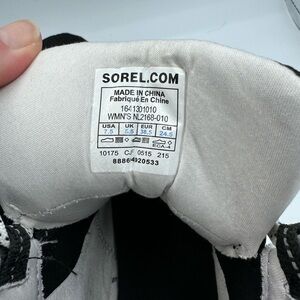 SOREL.COM
MADE IN CHINA
Fabriqué En Chine
1641301010
WMN'S NL2168-010
USA UK EUR CM
7.5 5.5 38.5 24.5
10175 0515 215